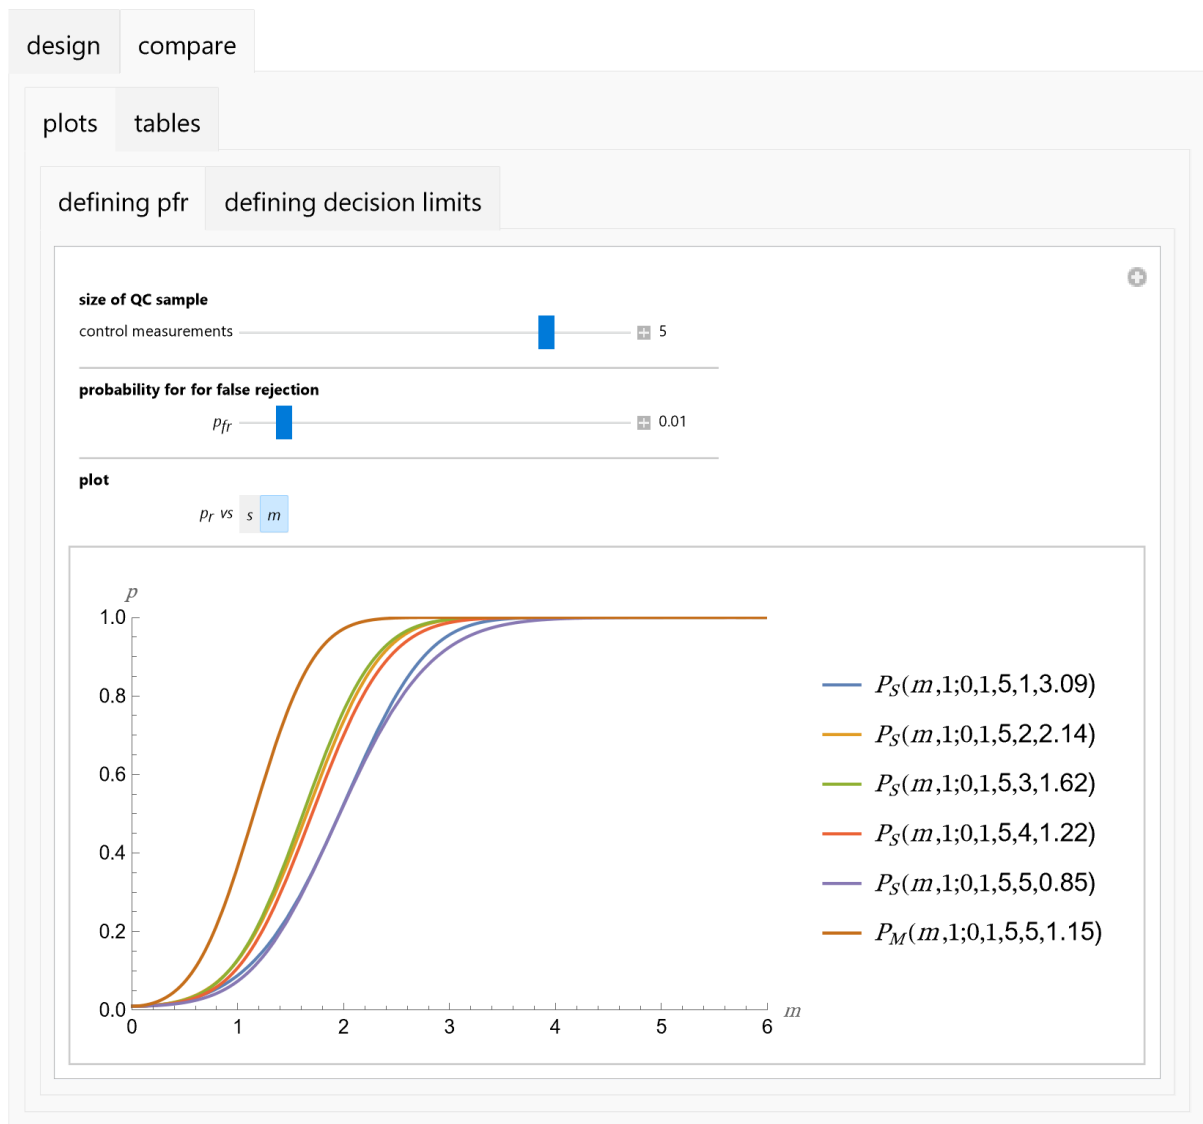 design compare
plots tables
defining pfr defining decision limits
size of QC sample
control measurements 5
probability for for false rejection
pfr 0.01
plot
pr vs s m
p
1.0
0.8
0.6
0.4
0.2
0.0
0 1 2 3 4 5 6 m
PS(m,1;0,1,5,1,3.09)
PS(m,1;0,1,5,2,2.14)
PS(m,1;0,1,5,3,1.62)
PS(m,1;0,1,5,4,1.22)
PS(m,1;0,1,5,5,0.85)
PM(m,1;0,1,5,5,1.15)